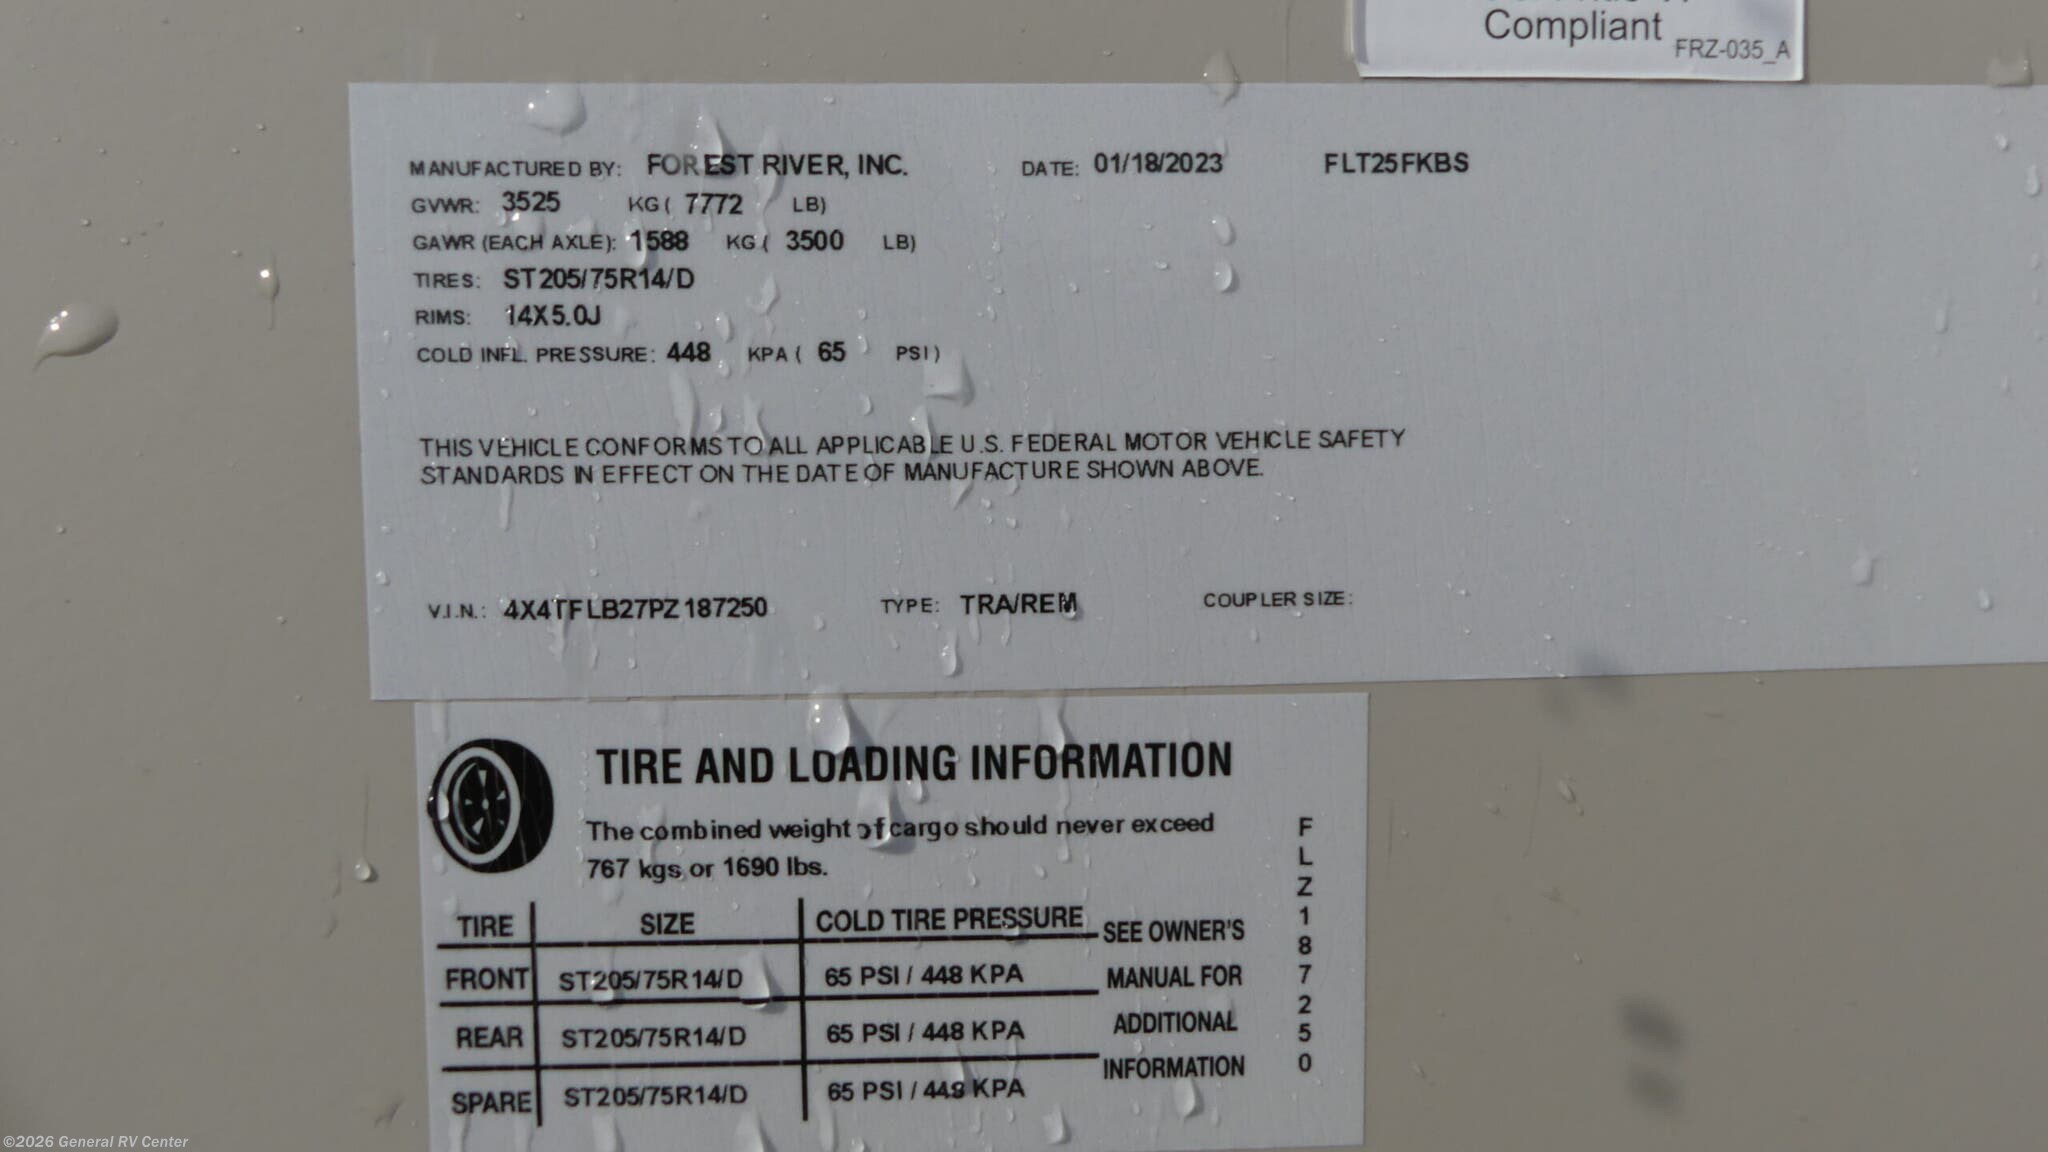 Compliant
FRZ-035_A
MANUFACTURED BY: FOREST RIVER, INC. DATE: 01/18/2023 FLT25FKBS
GVWR: 3525 KG ( 7772 LB)
GAWR (EACH AXLE): 1588 KG ( 3500 LB)
TIRES: ST205/75R14/D
RIMS: 14X5.0J
COLD INFL. PRESSURE: 448 KPA ( 65 PSI )
THIS VEHICLE CONFORMS TO ALL APPLICABLE U.S. FEDERAL MOTOR VEHICLE SAFETY
STANDARDS IN EFFECT ON THE DATE OF MANUFACTURE SHOWN ABOVE.
V.I.N.: 4X4TFLB27PZ187250 TYPE: TRA/REM COUPLER SIZE:
TIRE AND LOADING INFORMATION
The combined weight of cargo should never exceed
767 kgs or 1690 lbs.
TIRE SIZE COLD TIRE PRESSURE
FRONT ST205/75R14/D 65 PSI / 448 KPA
REAR ST205/75R14/D 65 PSI / 448 KPA
SPARE ST205/75R14/D 65 PSI / 448 KPA
SEE OWNER'S
MANUAL FOR
ADDITIONAL
INFORMATION
FLZ187250
©2026 General RV Center